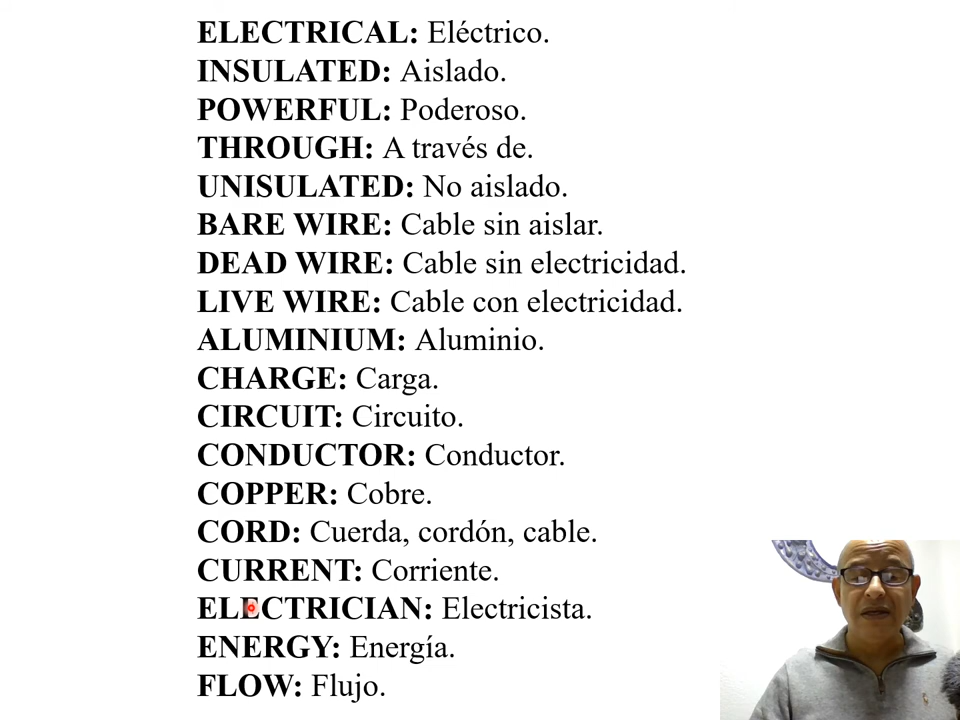 ELECTRICAL: Eléctrico.
INSULATED: Aislado.
POWERFUL: Poderoso.
THROUGH: A través de.
UNISULATED: No aislado.
BARE WIRE: Cable sin aislar.
DEAD WIRE: Cable sin electricidad.
LIVE WIRE: Cable con electricidad.
ALUMINIUM: Aluminio.
CHARGE: Carga.
CIRCUIT: Circuito.
CONDUCTOR: Conductor.
COPPER: Cobre.
CORD: Cuerda, cordón, cable.
CURRENT: Corriente.
ELECTRICIAN: Electricista.
ENERGY: Energía.
FLOW: Flujo.